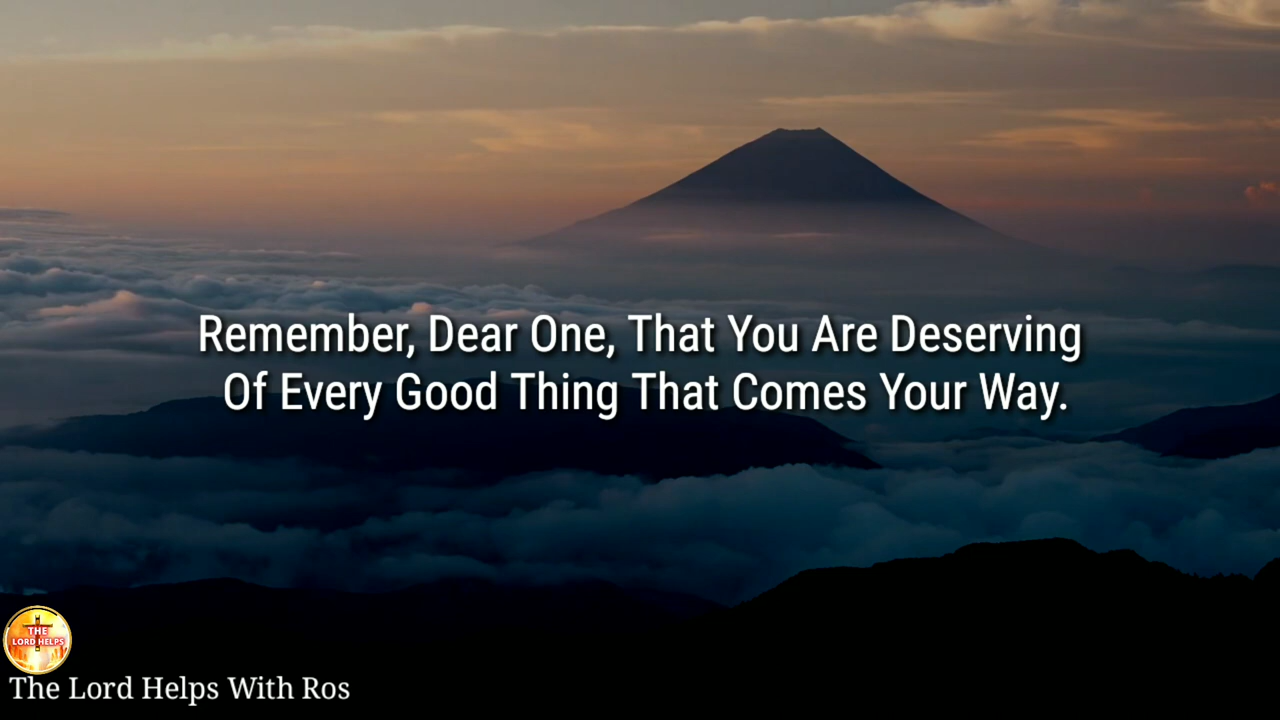 Remember, Dear One, That You Are Deserving
Of Every Good Thing That Comes Your Way.
THE
LORD HELPS
The Lord Helps With Ros